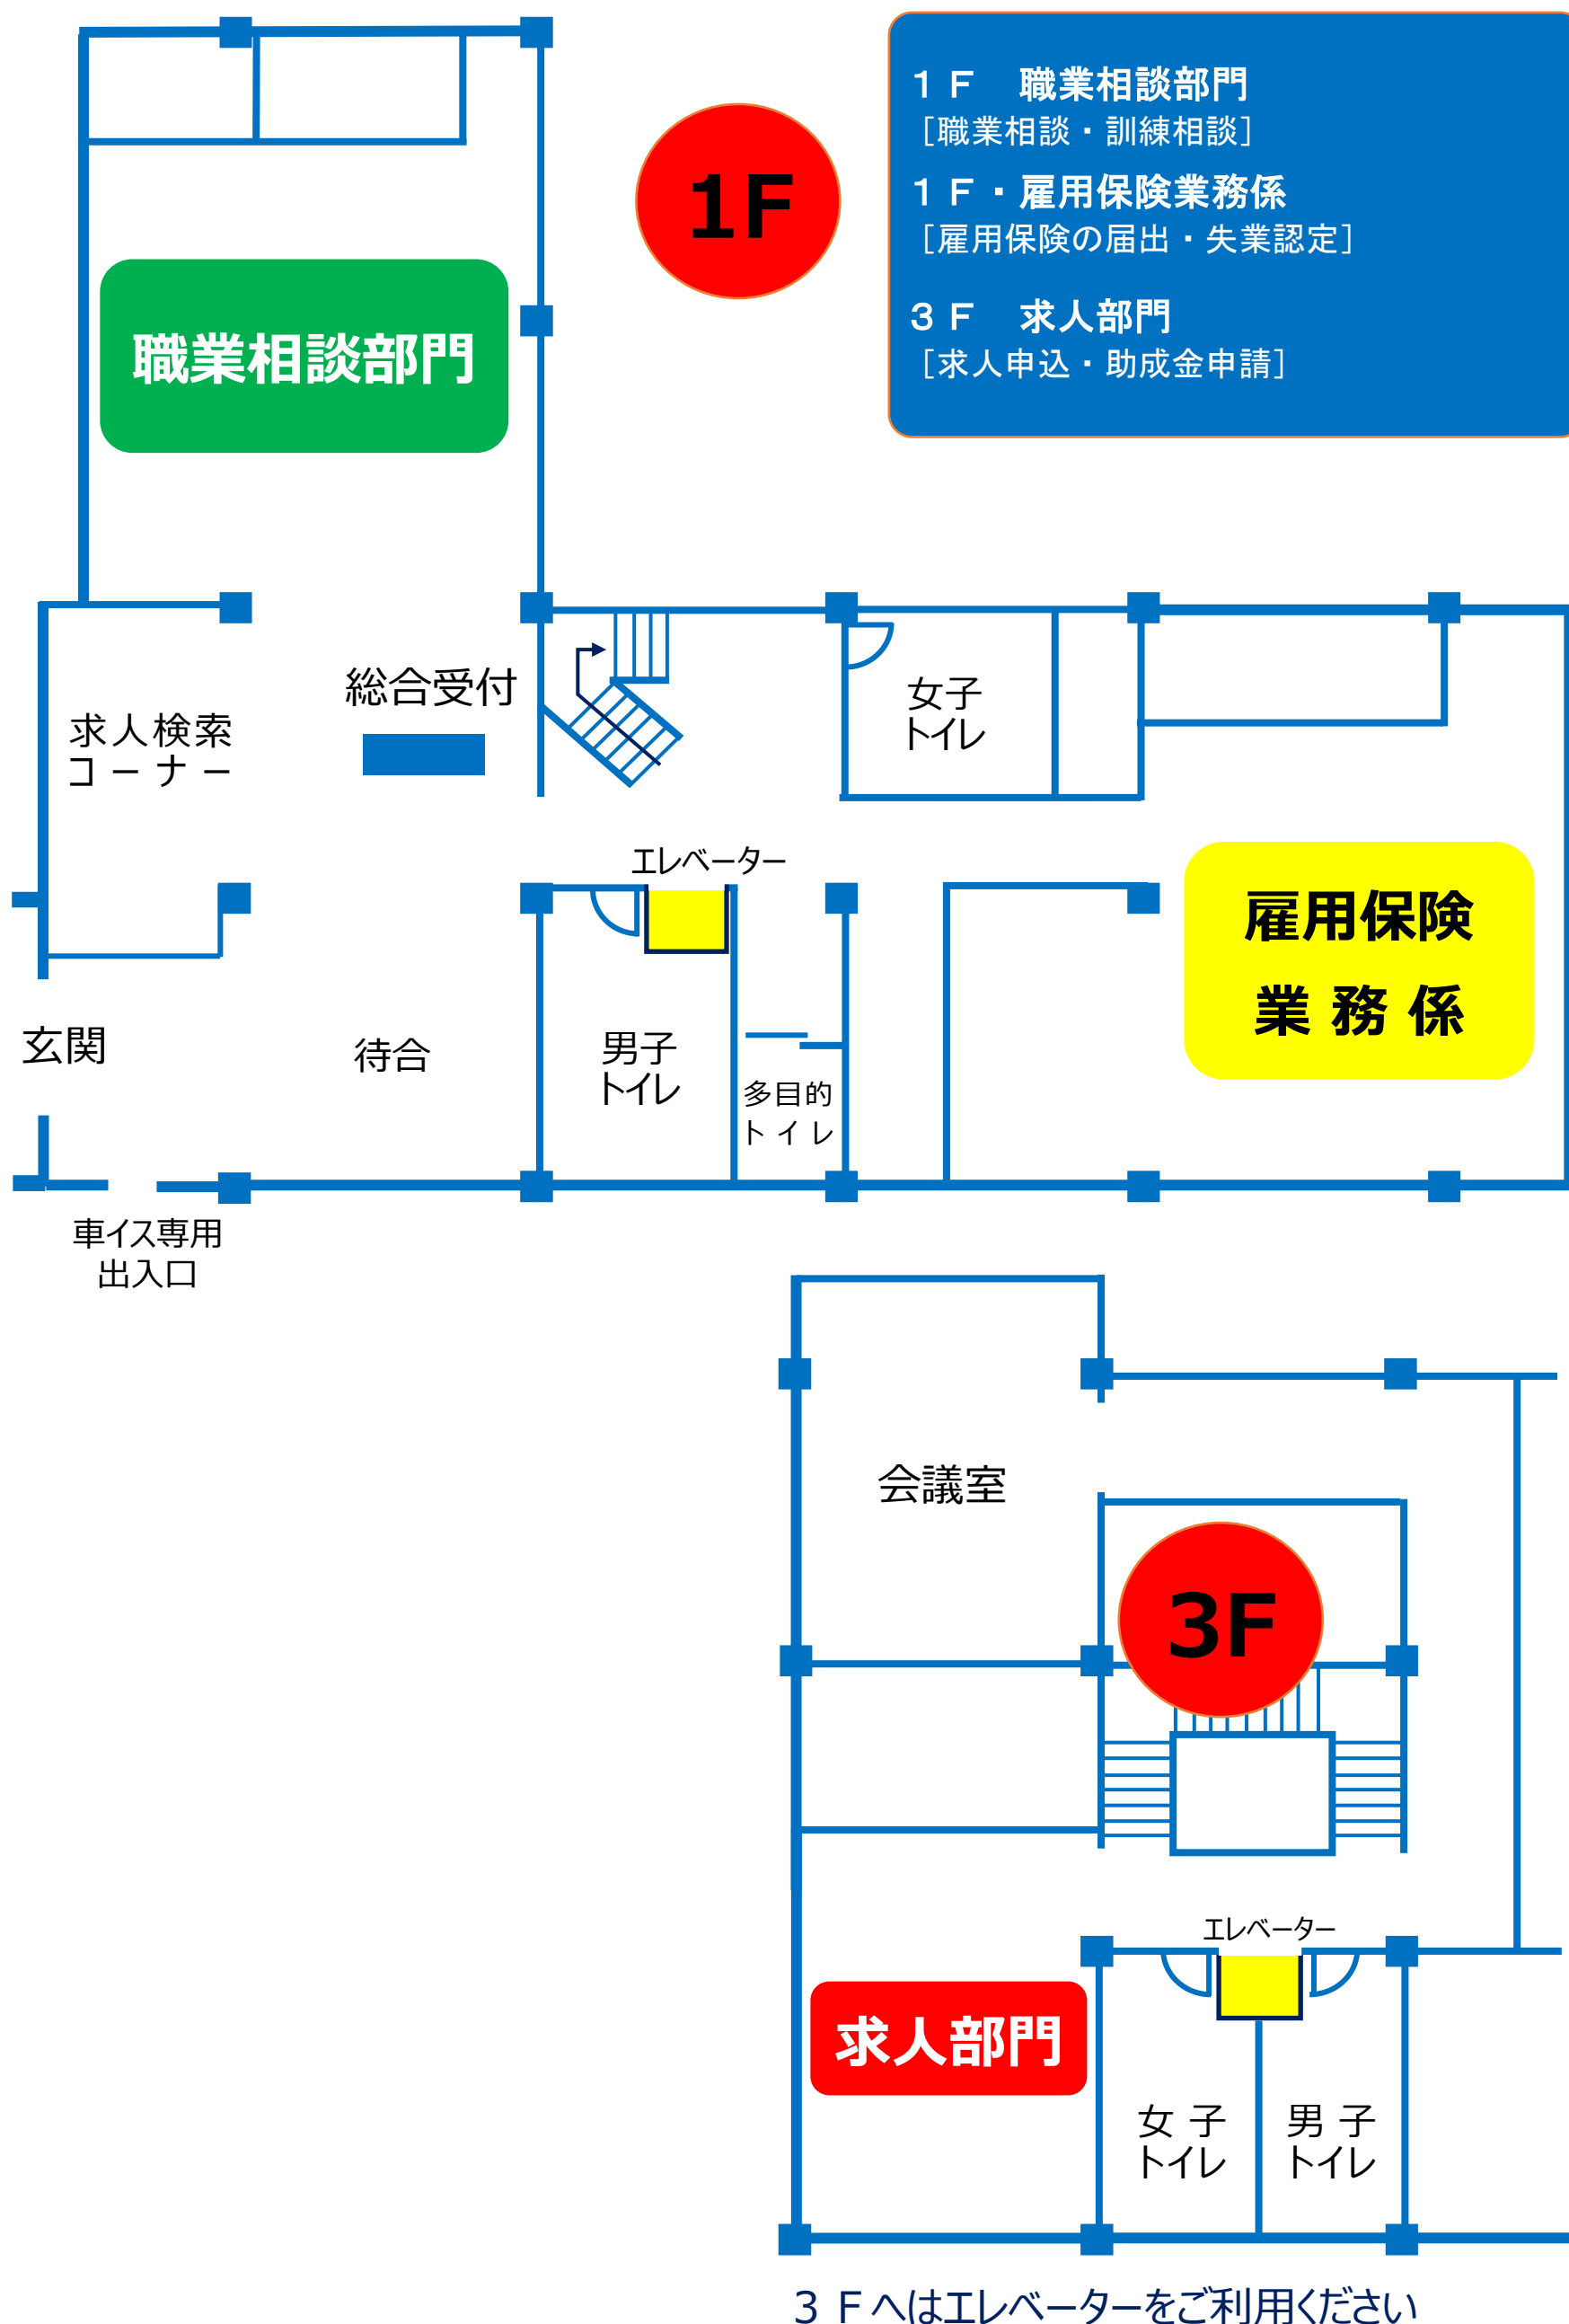 １Ｆ　職業相談部門
［職業相談・訓練相談］
１Ｆ・雇用保険業務係
［雇用保険の届出・失業認定］
３Ｆ　求人部門
［求人申込・助成金申請］
1F
職業相談部門
総合受付
求人検索
コーナー
女子
トイレ
エレベーター
雇用保険
業務係
玄関
待合
男子
トイレ
多目的
トイレ
車イス専用
出入口
会議室
3F
エレベーター
求人部門
女子
トイレ
男子
トイレ
３Ｆへはエレベーターをご利用ください